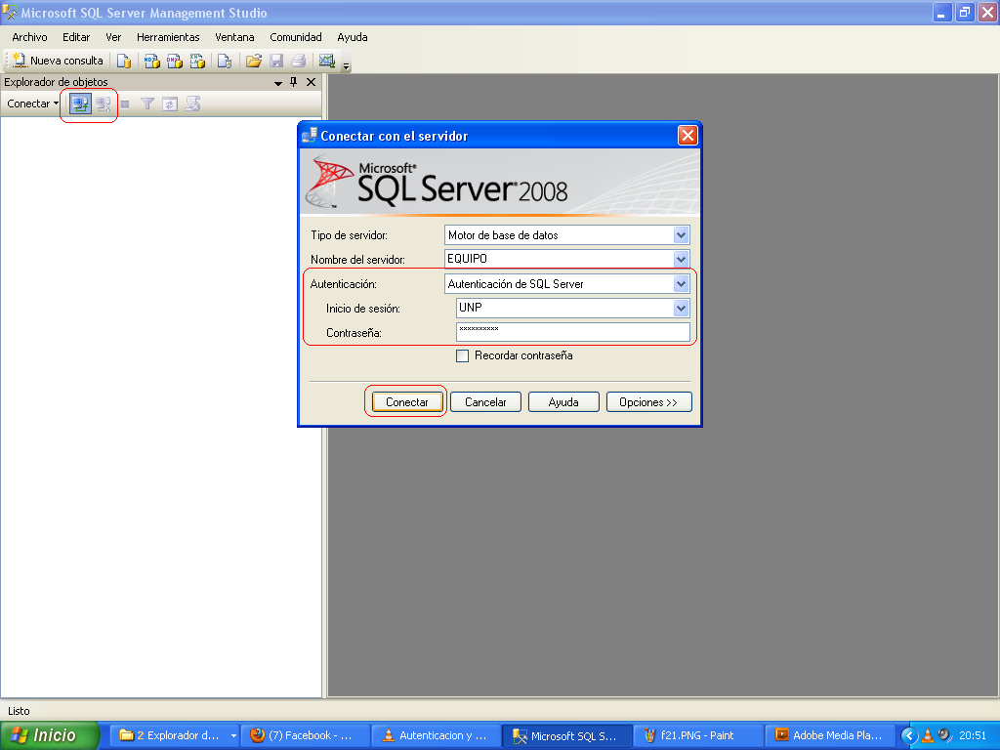 Microsoft SQL Server Management Studio
Archivo Editar Ver Herramientas Ventana Comunidad Ayuda
Nueva consulta
Explorador de objetos
Conectar
Conectar con el servidor
Microsoft®
SQL Server® 2008
Tipo de servidor: Motor de base de datos
Nombre del servidor: EQUIPO
Autenticación: Autenticación de SQL Server
Inicio de sesión: UNP
Contraseña: **********
Recordar contraseña
Conectar Cancelar Ayuda Opciones >>
Listo
Inicio 2 Explorador d... (7) Facebook - ... Autenticacion y ... Microsoft SQL S... f21.PNG - Paint Adobe Media Pla... 20:51